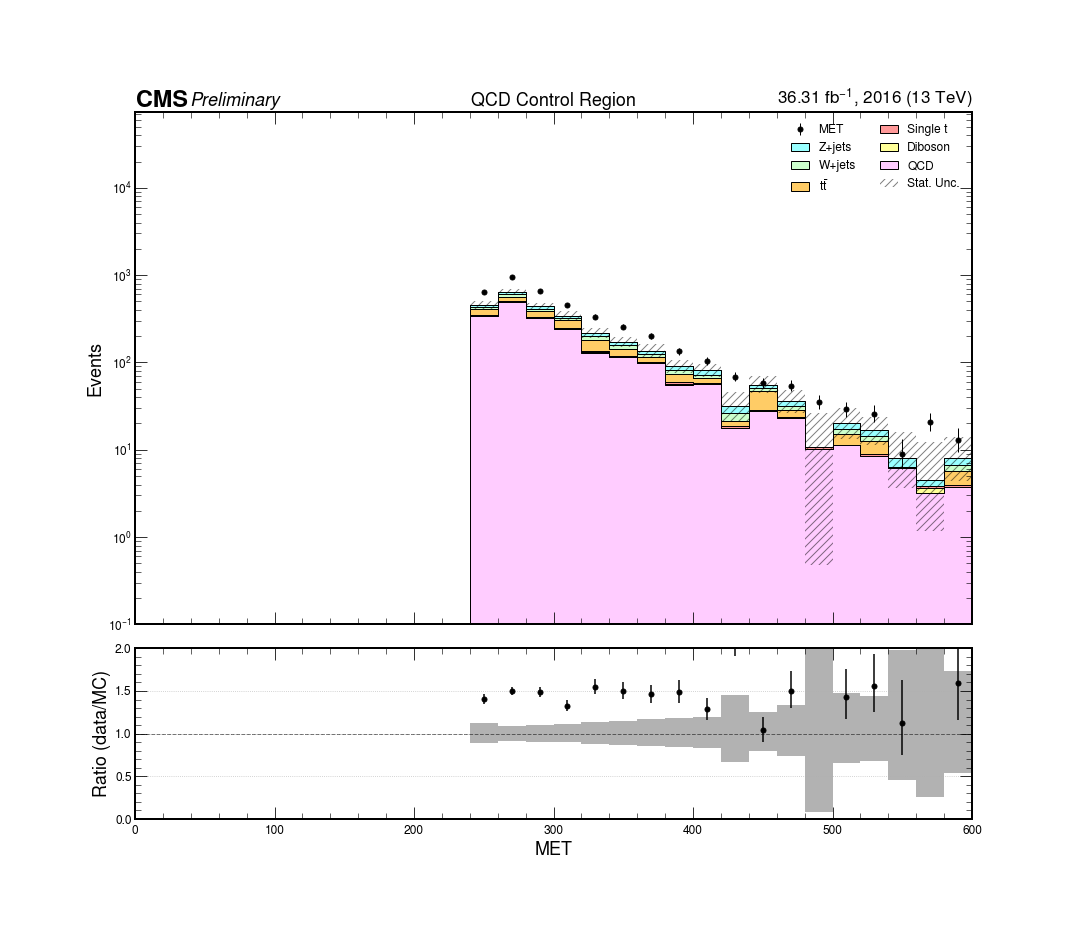 CMS Preliminary QCD Control Region 36.31 fb⁻¹, 2016 (13 TeV)
MET Single t
Z+jets Diboson
W+jets QCD
tt̄ Stat. Unc.
Events
10⁴
10³
10²
10¹
10⁰
10⁻¹
Ratio (data/MC)
2.0
1.5
1.0
0.5
0.0
0 100 200 300 400 500 600
MET